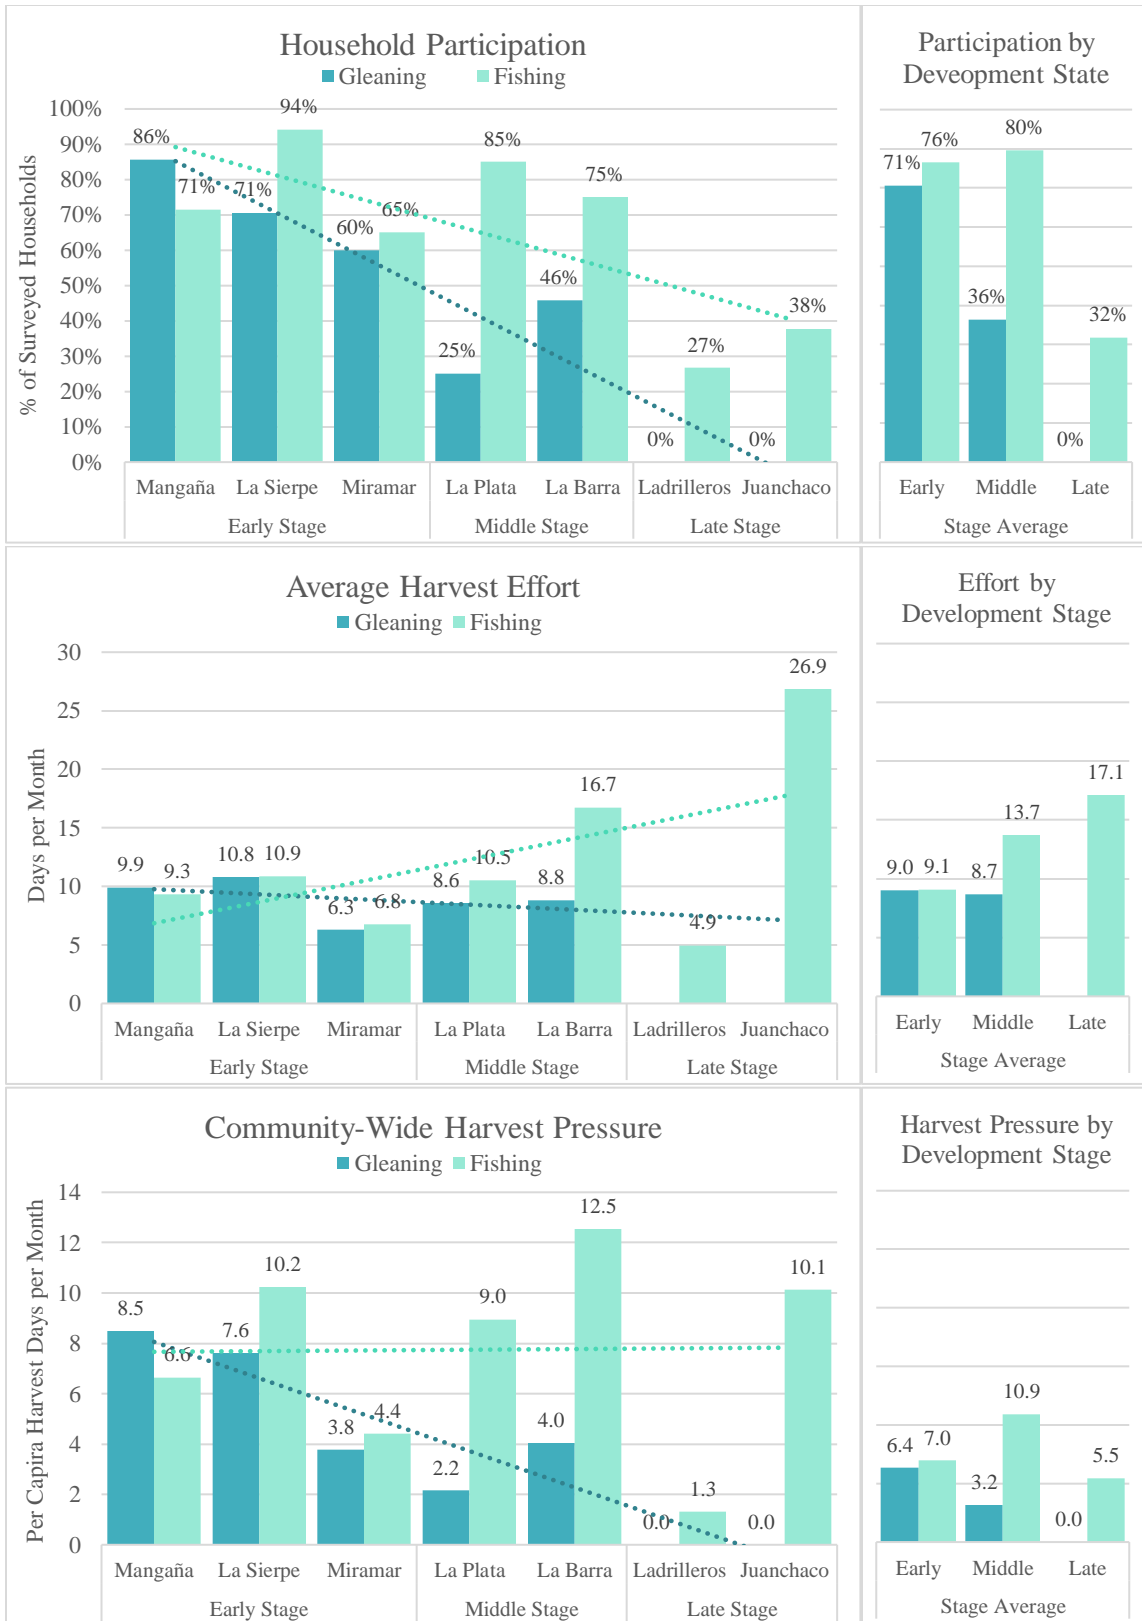 Household Participation
Gleaning Fishing
% of Surveyed Households
100%
90%
80%
70%
60%
50%
40%
30%
20%
10%
0%
86% 71% 71% 94% 60% 65% 25% 85% 46% 75% 0% 27% 0% 38%
Mangaña La Sierpe Miramar La Plata La Barra Ladrilleros Juanchaco
Early Stage Middle Stage Late Stage
Participation by
Deveopment State
71% 76% 36% 80% 0% 32%
Early Middle Late
Stage Average
Average Harvest Effort
Gleaning Fishing
Days per Month
30
25
20
15
10
5
0
9.9 9.3 10.8 10.9 6.3 6.8 8.6 10.5 8.8 16.7 4.9 26.9
Mangaña La Sierpe Miramar La Plata La Barra Ladrilleros Juanchaco
Early Stage Middle Stage Late Stage
Effort by
Development Stage
9.0 9.1 8.7 13.7 17.1
Early Middle Late
Stage Average
Community-Wide Harvest Pressure
Gleaning Fishing
Per Capira Harvest Days per Month
14
12
10
8
6
4
2
0
8.5 6.6 7.6 10.2 3.8 4.4 2.2 9.0 4.0 12.5 0.0 1.3 0.0 10.1
Mangaña La Sierpe Miramar La Plata La Barra Ladrilleros Juanchaco
Early Stage Middle Stage Late Stage
Harvest Pressure by
Development Stage
6.4 7.0 3.2 10.9 0.0 5.5
Early Middle Late
Stage Average